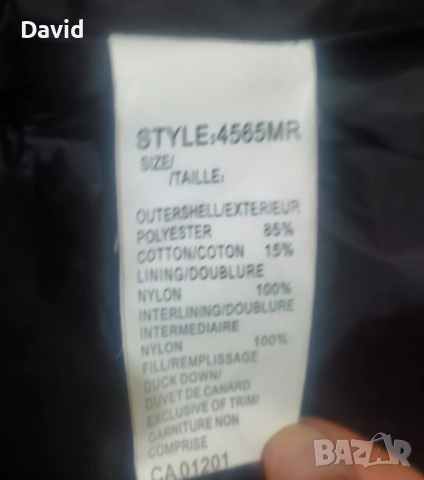 David
STYLE:4565MR
SIZE/
/TAILLE:
OUTERSHELL/EXTERIEUR
POLYESTER 85%
COTTON/COTON 15%
LINING/DOUBLURE
NYLON 100%
INTERLINING/DOUBLURE
INTERMEDIAIRE
NYLON 100%
FILL/REMPLISSAGE
DUCK DOWN/
DUVET DE CANARD
EXCLUSIVE OF TRIM/
GARNITURE NON
COMPRISE
CA 01201
BAZAR